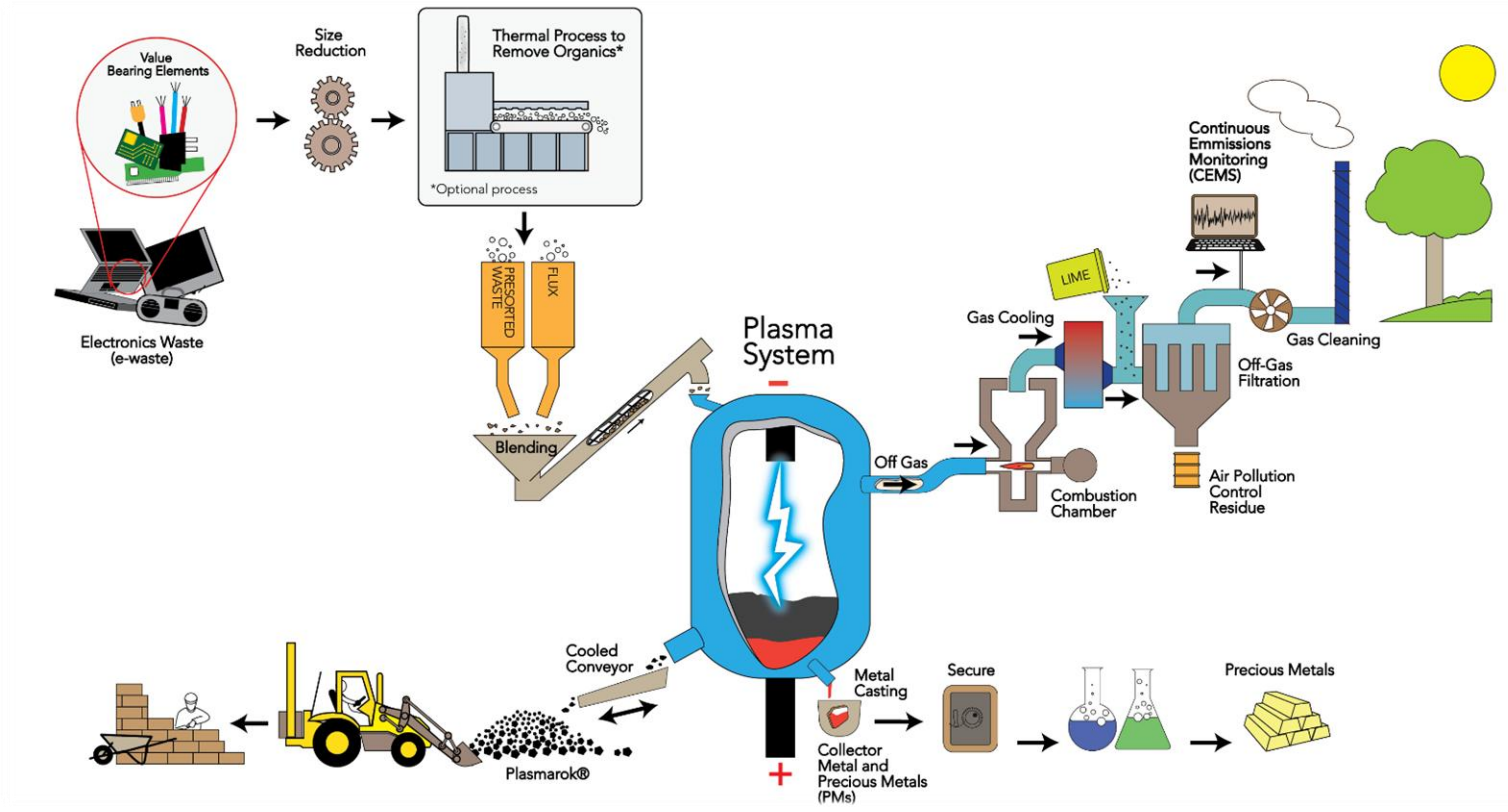 Value
Bearing Elements
Size
Reduction
Thermal Process to
Remove Organics*
*Optional process
Electronics Waste
(e-waste)
PRESORTED
WASTE
FLUX
Blending
Plasma
System
−
+
Off Gas
Combustion
Chamber
Gas Cooling
LIME
Continuous
Emmissions
Monitoring
(CEMS)
Gas Cleaning
Off-Gas
Filtration
Air Pollution
Control
Residue
Cooled
Conveyor
Plasmarok®
Metal
Casting
Collector
Metal and
Precious Metals
(PMs)
Secure
Precious Metals